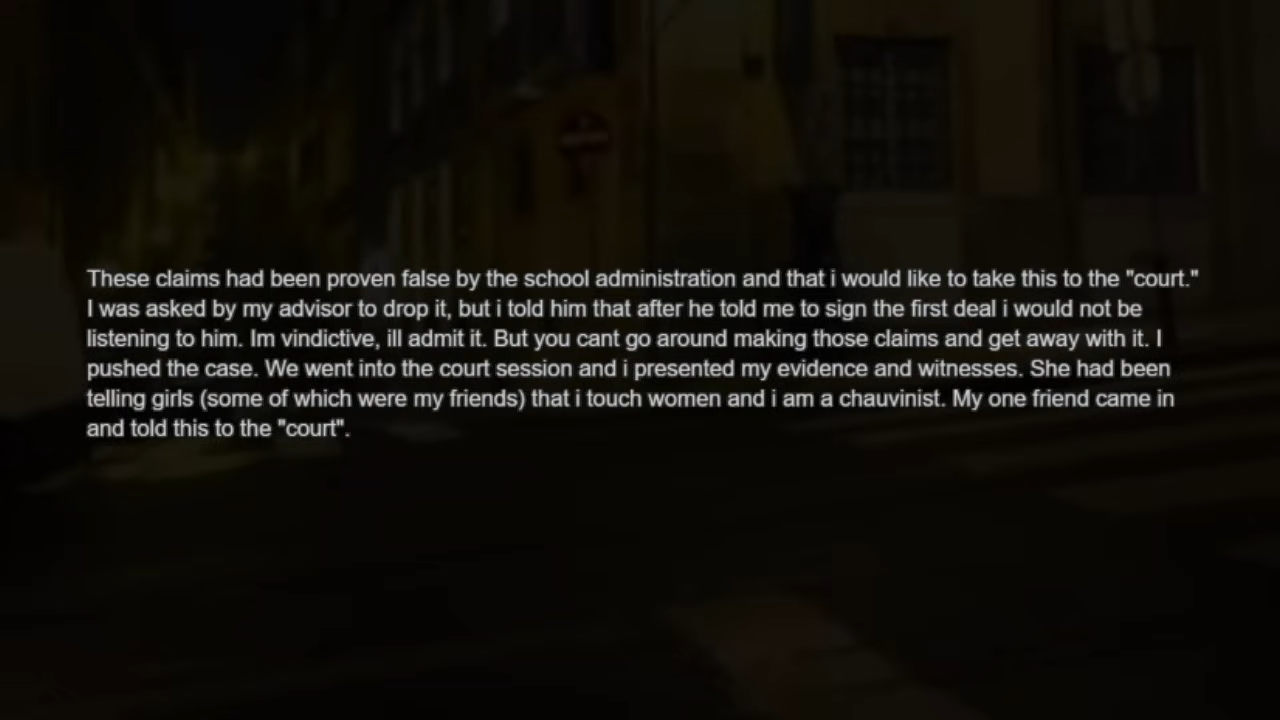 These claims had been proven false by the school administration and that i would like to take this to the "court."
I was asked by my advisor to drop it, but i told him that after he told me to sign the first deal i would not be
listening to him. Im vindictive, ill admit it. But you cant go around making those claims and get away with it. I
pushed the case. We went into the court session and i presented my evidence and witnesses. She had been
telling girls (some of which were my friends) that i touch women and i am a chauvinist. My one friend came in
and told this to the "court".